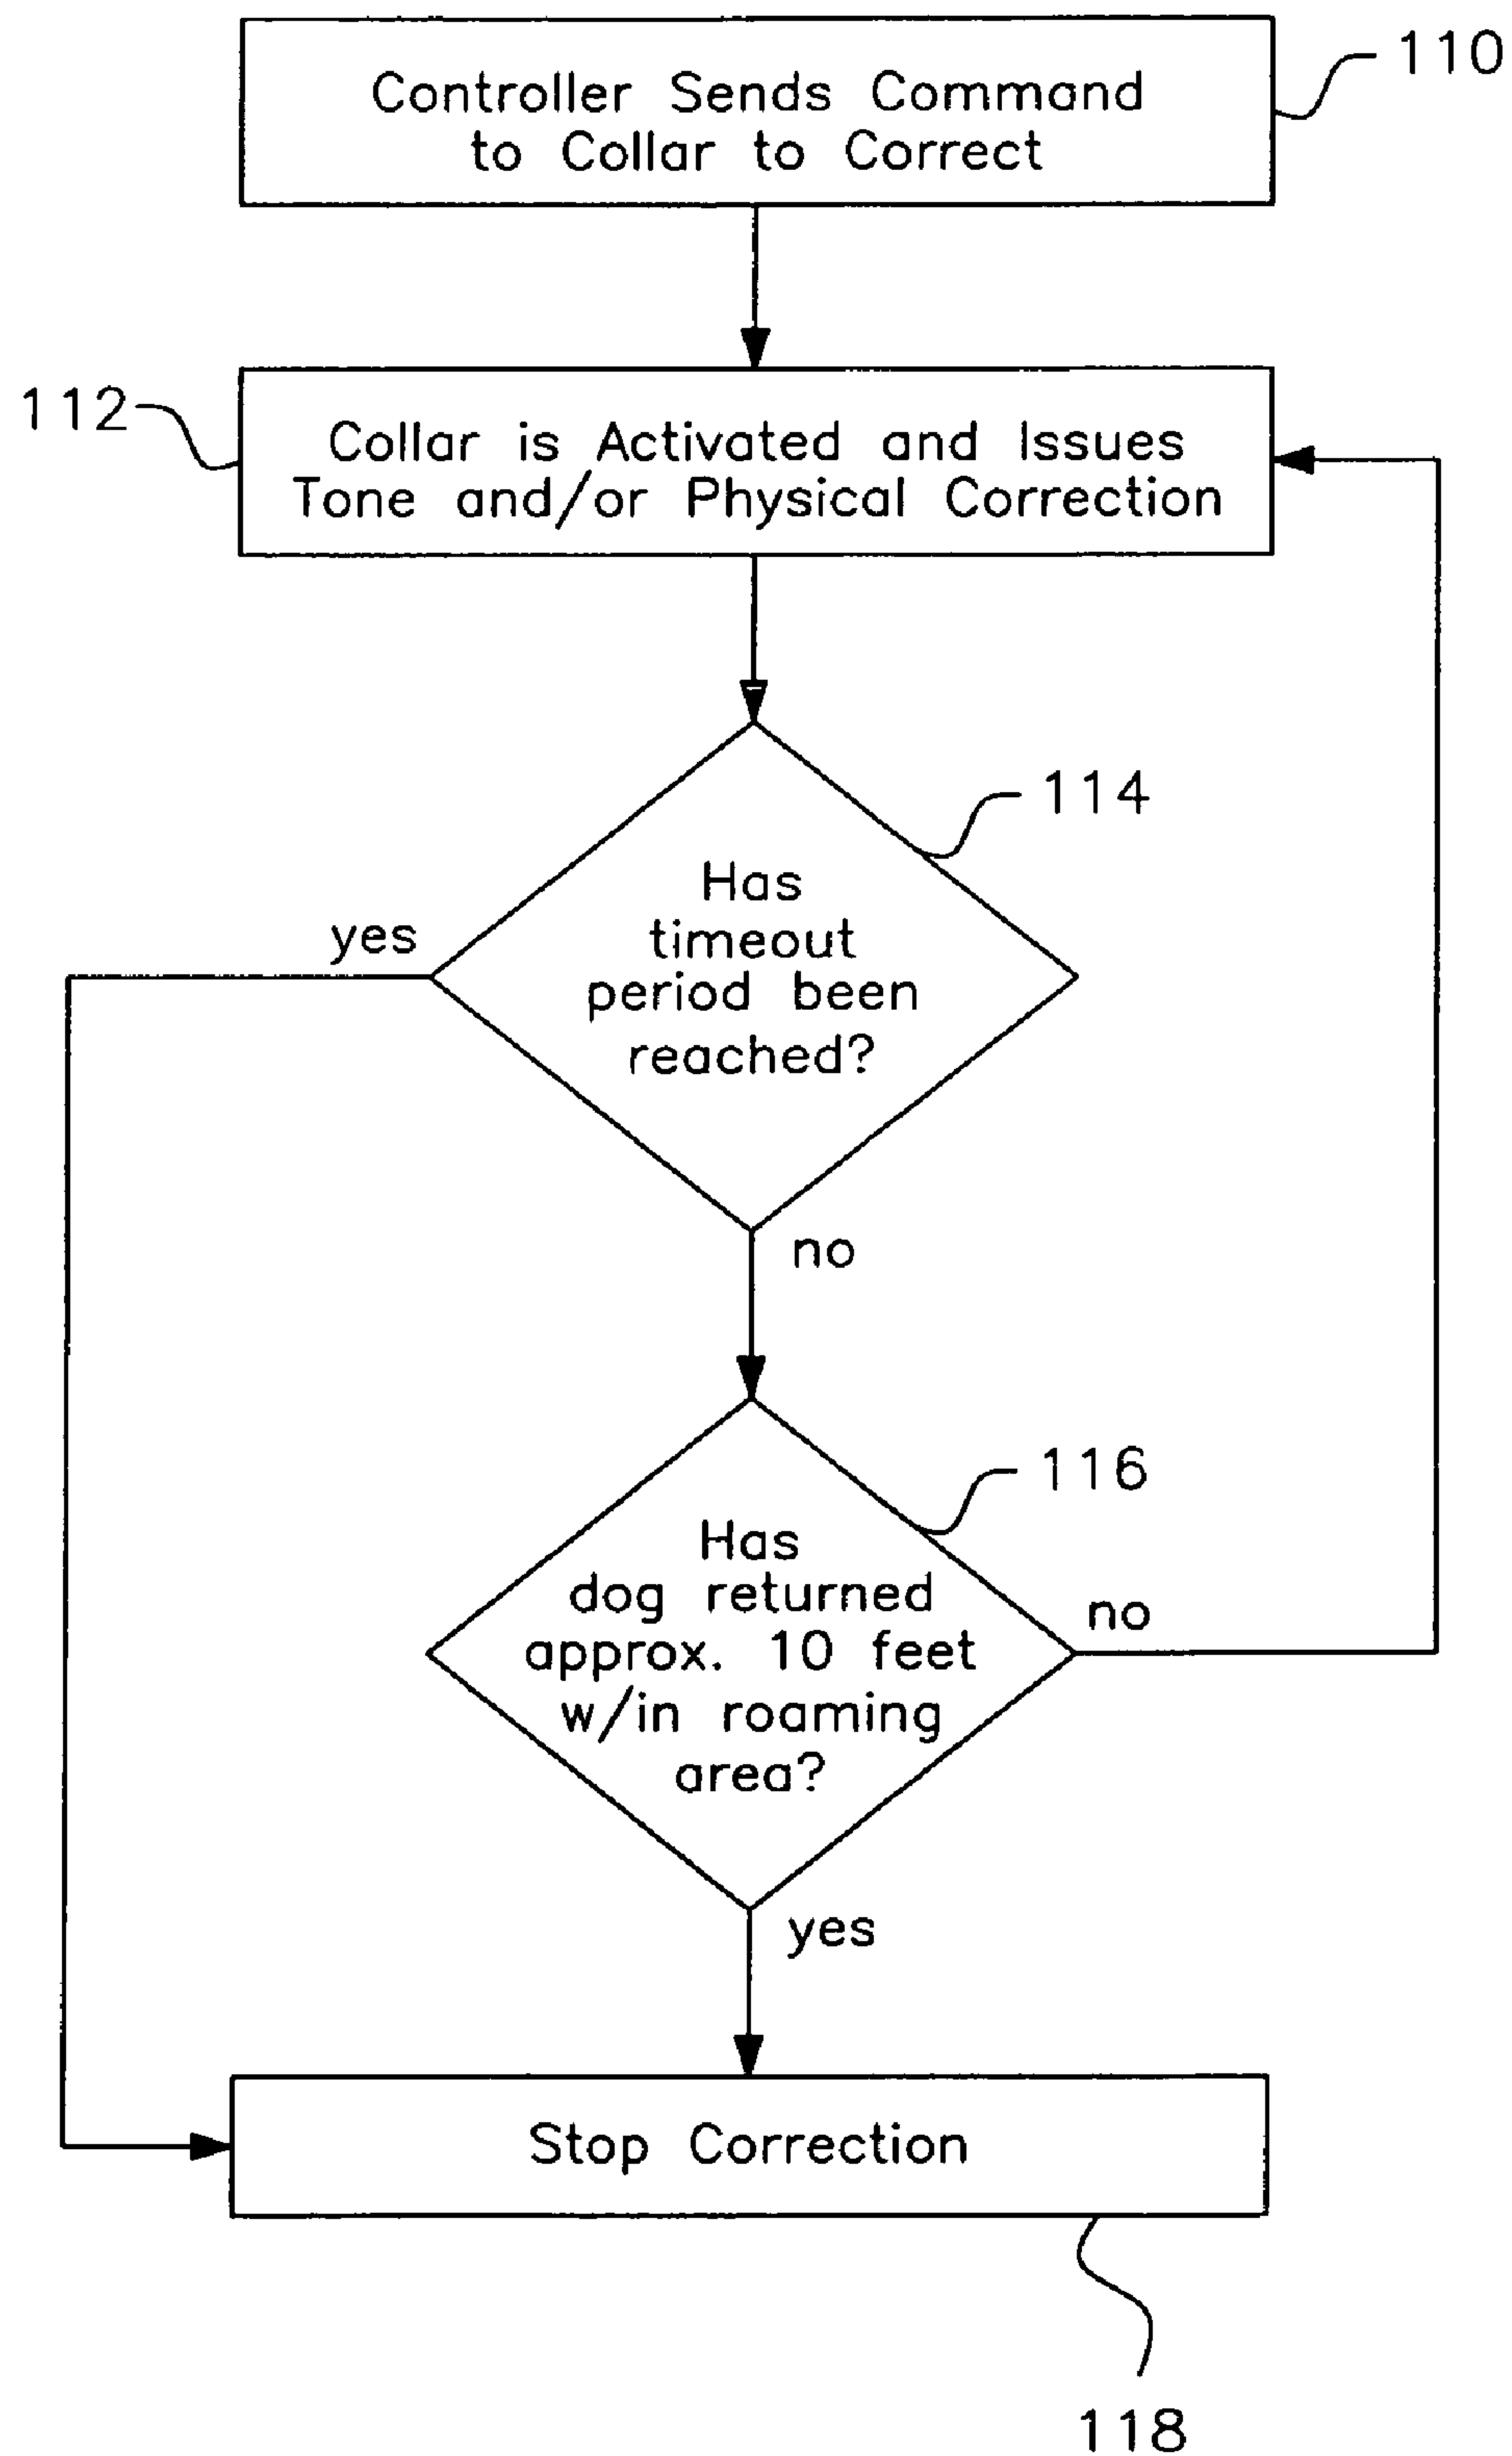 Controller Sends Command
to Collar to Correct
110
112
Collar is Activated and Issues
Tone and/or Physical Correction
114
Has
timeout
period been
reached?
yes
no
116
Has
dog returned
approx. 10 feet
w/in roaming
area?
no
yes
Stop Correction
118